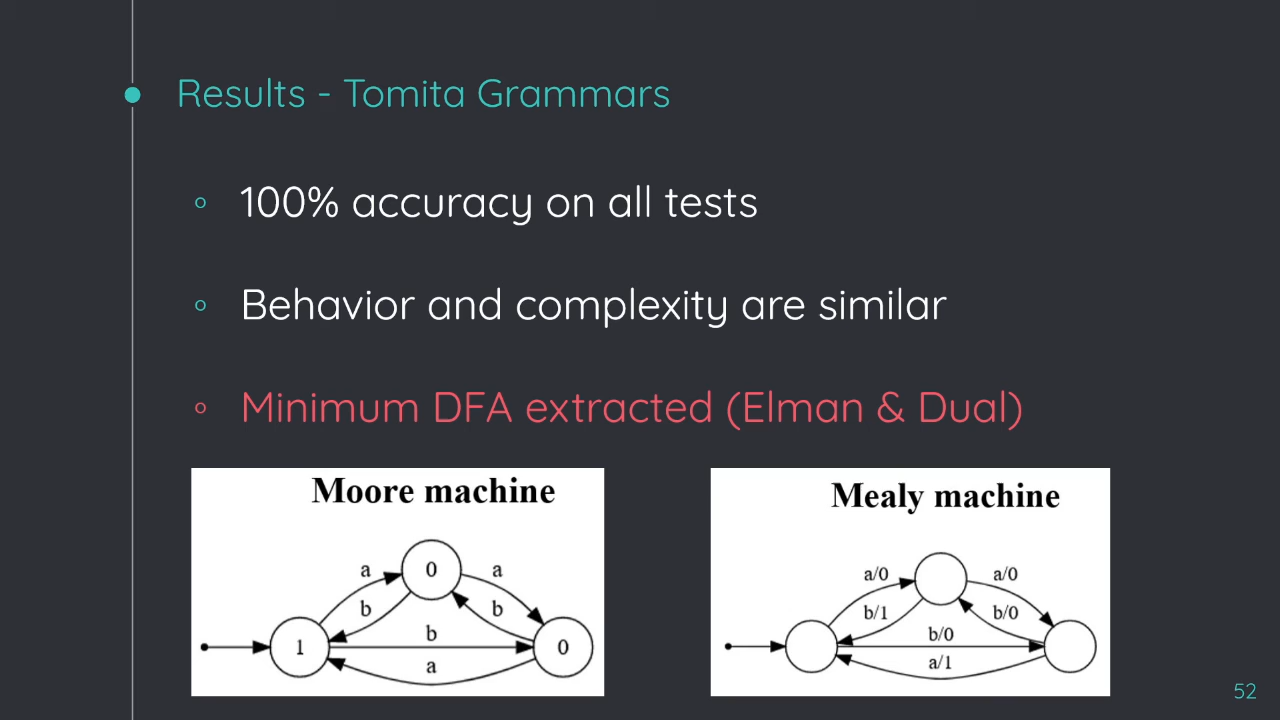 Results - Tomita Grammars
100% accuracy on all tests
Behavior and complexity are similar
Minimum DFA extracted (Elman & Dual)
Moore machine
a
0
a
b
b
1
b
0
a
Mealy machine
a/0
a/0
b/1
b/0
b/0
a/1
52